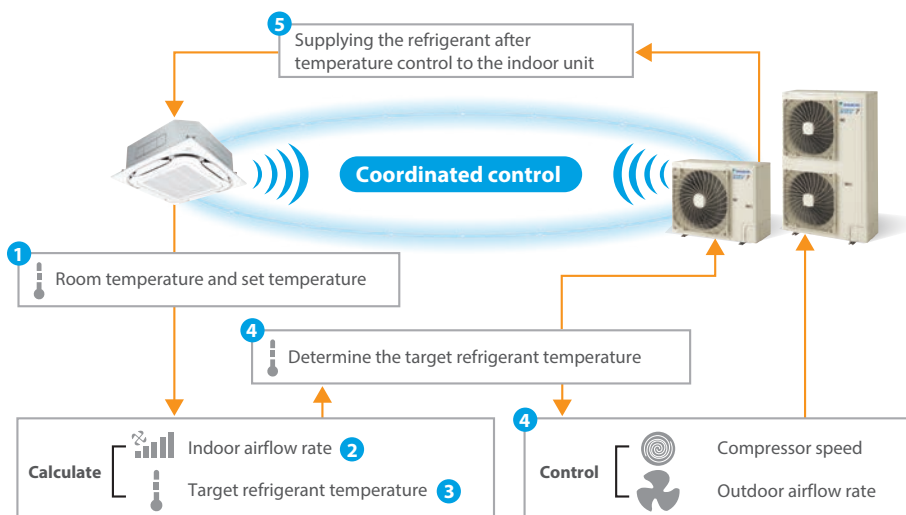 5
Supplying the refrigerant after
temperature control to the indoor unit
Coordinated control
1
Room temperature and set temperature
4
Determine the target refrigerant temperature
Calculate
Indoor airflow rate 2
Target refrigerant temperature 3
4
Control
Compressor speed
Outdoor airflow rate